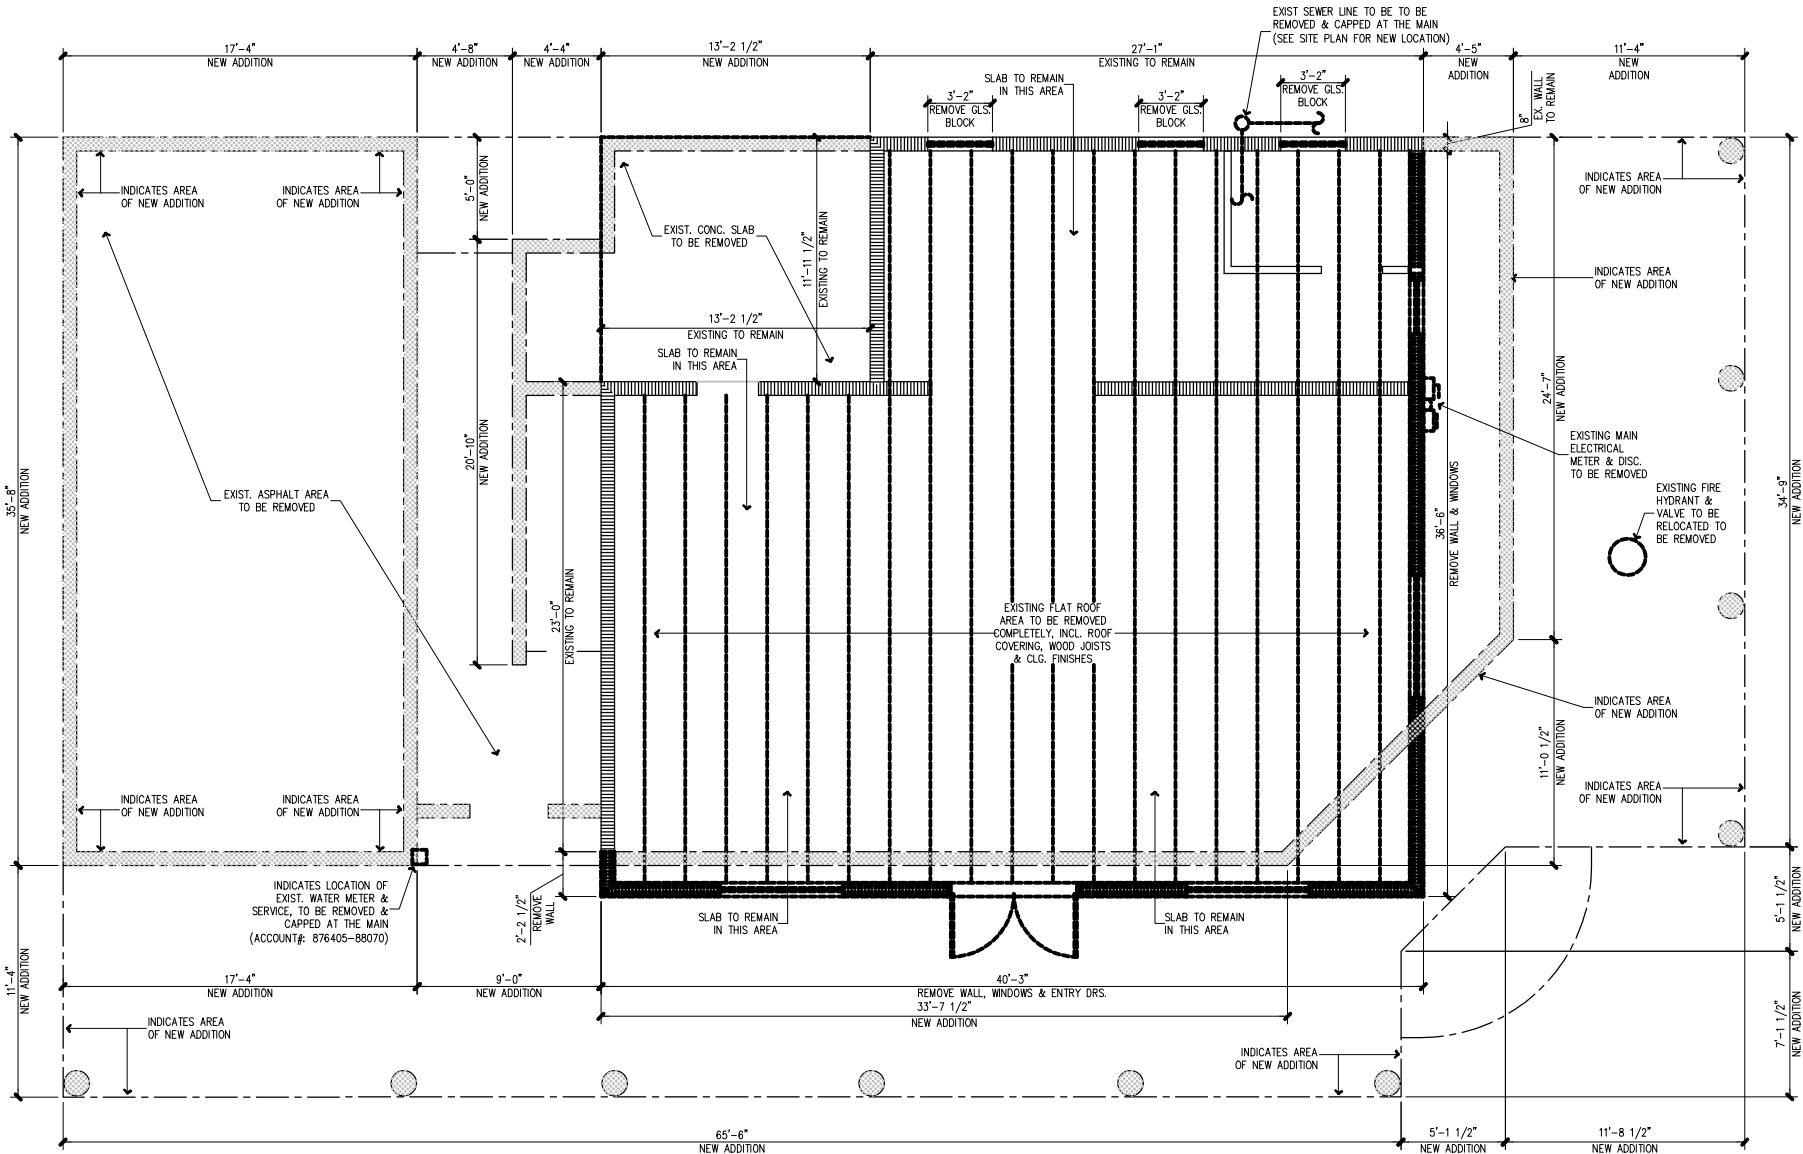 EXIST SEWER LINE TO BE TO BE
REMOVED & CAPPED AT THE MAIN
(SEE SITE PLAN FOR NEW LOCATION)
17'-4"
NEW ADDITION
4'-8"
NEW ADDITION
4'-4"
NEW ADDITION
13'-2 1/2"
NEW ADDITION
27'-1"
EXISTING TO REMAIN
4'-5"
NEW
ADDITION
11'-4"
NEW
ADDITION
SLAB TO REMAIN
IN THIS AREA
3'-2"
REMOVE GLS.
BLOCK
3'-2"
REMOVE GLS.
BLOCK
3'-2"
REMOVE GLS.
BLOCK
8"
EX. WALL
TO REMAIN
INDICATES AREA
OF NEW ADDITION
INDICATES AREA
OF NEW ADDITION
5'-0"
NEW ADDITION
EXIST. CONC. SLAB
TO BE REMOVED
11'-11 1/2"
EXISTING TO REMAIN
INDICATES AREA
OF NEW ADDITION
INDICATES AREA
OF NEW ADDITION
13'-2 1/2"
EXISTING TO REMAIN
SLAB TO REMAIN
IN THIS AREA
24'-7"
NEW ADDITION
20'-10"
NEW ADDITION
EXISTING MAIN
ELECTRICAL
METER & DISC.
TO BE REMOVED
35'-8"
NEW ADDITION
EXIST. ASPHALT AREA
TO BE REMOVED
36'-6"
REMOVE WALL & WINDOWS
EXISTING FIRE
HYDRANT &
VALVE TO BE
RELOCATED TO
BE REMOVED
34'-9"
NEW ADDITION
23'-0"
EXISTING TO REMAIN
EXISTING FLAT ROOF
AREA TO BE REMOVED
COMPLETELY, INCL. ROOF
COVERING, WOOD JOISTS
& CLG. FINISHES
INDICATES AREA
OF NEW ADDITION
11'-0 1/2"
NEW ADDITION
INDICATES AREA
OF NEW ADDITION
INDICATES AREA
OF NEW ADDITION
INDICATES AREA
OF NEW ADDITION
INDICATES LOCATION OF
EXIST. WATER METER &
SERVICE, TO BE REMOVED &
CAPPED AT THE MAIN
(ACCOUNT#: 876405-88070)
2'-2 1/2"
REMOVE
WALL
SLAB TO REMAIN
IN THIS AREA
SLAB TO REMAIN
IN THIS AREA
5'-1 1/2"
NEW ADDITION
11'-4"
NEW ADDITION
17'-4"
NEW ADDITION
9'-0"
NEW ADDITION
40'-3"
REMOVE WALL, WINDOWS & ENTRY DRS.
33'-7 1/2"
NEW ADDITION
INDICATES AREA
OF NEW ADDITION
INDICATES AREA
OF NEW ADDITION
7'-1 1/2"
NEW ADDITION
65'-6"
NEW ADDITION
5'-1 1/2"
NEW ADDITION
11'-8 1/2"
NEW ADDITION